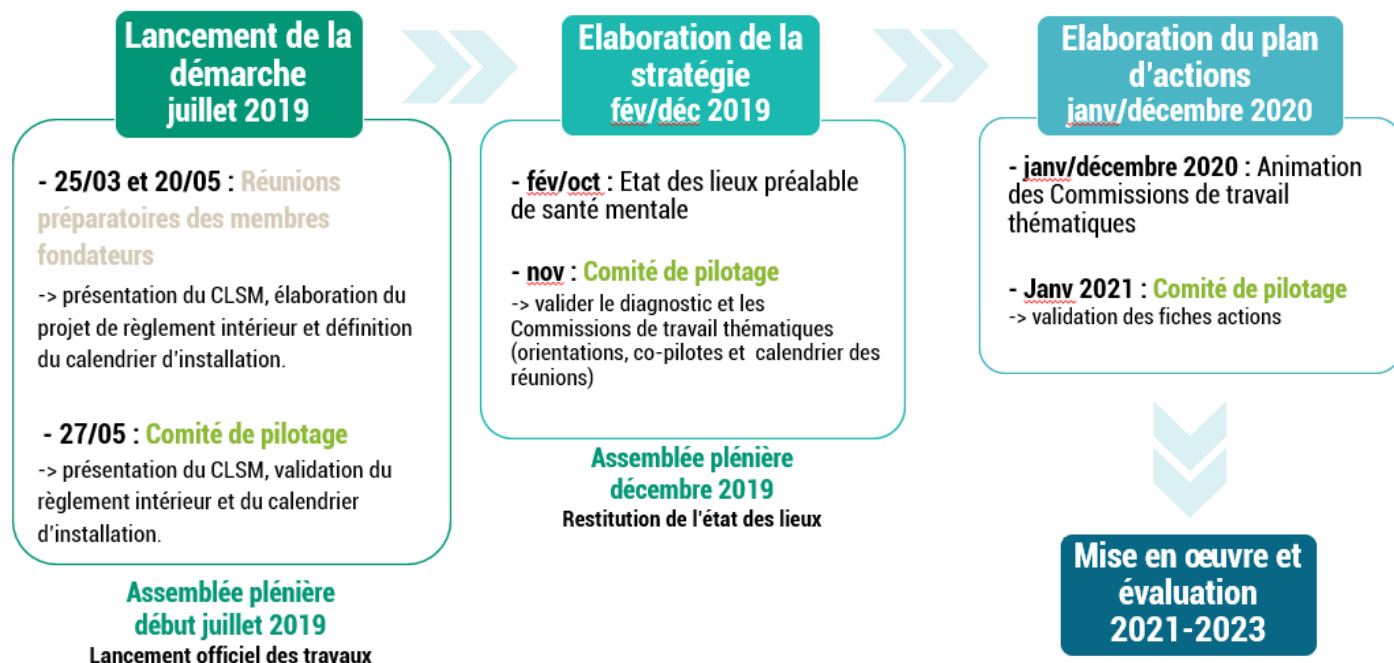 Lancement de la
démarche
juillet 2019
- 25/03 et 20/05 : Réunions
préparatoires des membres
fondateurs
-> présentation du CLSM, élaboration du
projet de règlement intérieur et définition
du calendrier d'installation.
- 27/05 : Comité de pilotage
-> présentation du CLSM, validation du
règlement intérieur et du calendrier
d'installation.
Assemblée plénière
début juillet 2019
Lancement officiel des travaux
Elaboration de la
stratégie
fév/déc 2019
- fév/oct : Etat des lieux préalable
de santé mentale
- nov : Comité de pilotage
-> valider le diagnostic et les
Commissions de travail thématiques
(orientations, co-pilotes et calendrier des
réunions)
Assemblée plénière
décembre 2019
Restitution de l'état des lieux
Elaboration du plan
d'actions
janv/décembre 2020
- janv/décembre 2020 : Animation
des Commissions de travail
thématiques
- Janv 2021 : Comité de pilotage
-> validation des fiches actions
Mise en œuvre et
évaluation
2021-2023